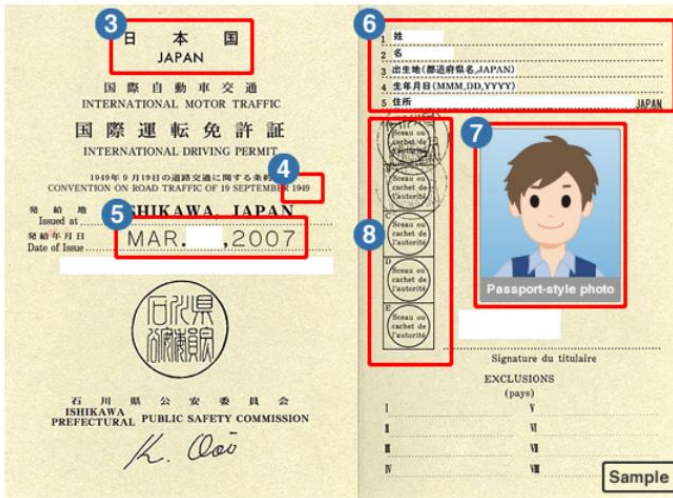 3
日本国
JAPAN
国際自動車交通
INTERNATIONAL MOTOR TRAFFIC
国際運転免許証
INTERNATIONAL DRIVING PERMIT
1949年9月19日の道路交通に関する条約
4
CONVENTION ON ROAD TRAFFIC OF 19 SEPTEMBER 1949
発給地
Issued at
ISHIKAWA, JAPAN
5
発給年月日
Date of Issue
MAR. ,2007
石川県公安委員会
ISHIKAWA
PREFECTURAL PUBLIC SAFETY COMMISSION
6
1 姓
2 名
3 出生地(都道府県名,JAPAN)
4 生年月日(MMM,DD,YYYY)
5 住所 JAPAN
7
8
Sceau ou
cachet de
l'autorité
Sceau ou
cachet de
l'autorité
C
Sceau ou
cachet de
l'autorité
D
Sceau ou
cachet de
l'autorité
E
Sceau ou
cachet de
l'autorité
Passport-style photo
Signature du titulaire
EXCLUSIONS
(pays)
I V
II VI
III VII
IV VIII
Sample